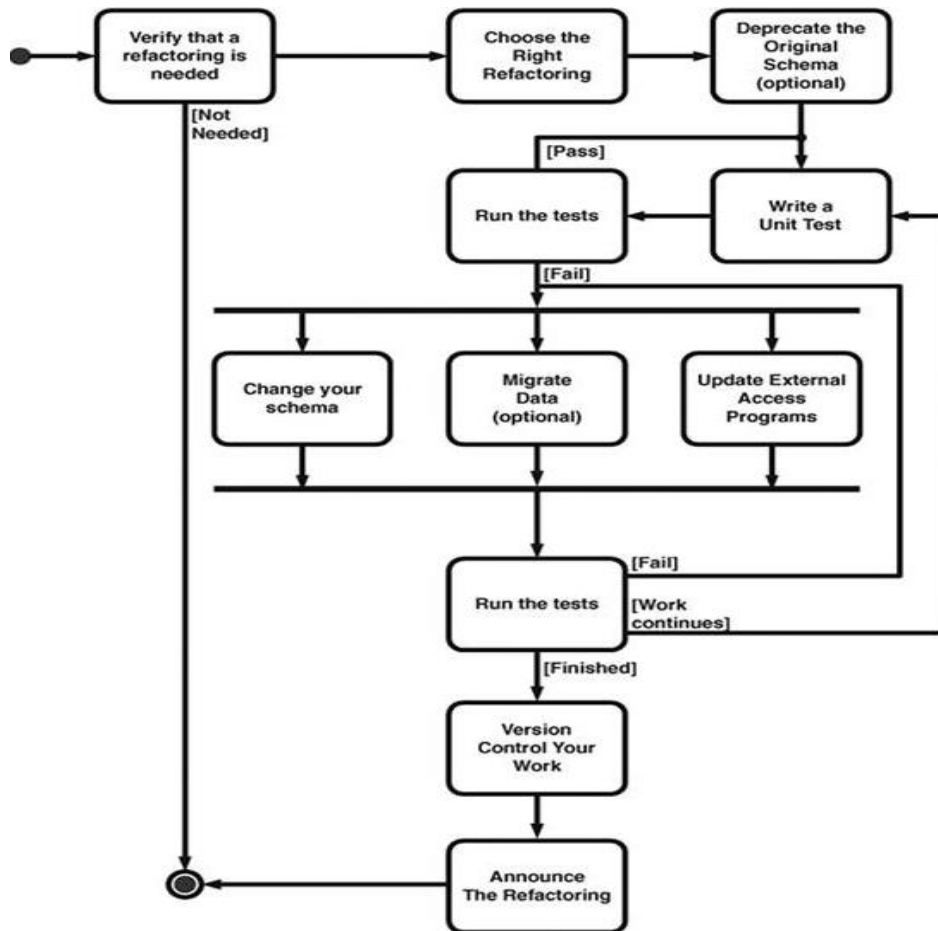 Verify that a
refactoring is
needed
Choose the
Right
Refactoring
Deprecate the
Original
Schema
(optional)
[Not
Needed]
[Pass]
Run the tests
Write a
Unit Test
[Fail]
Change your
schema
Migrate
Data
(optional)
Update External
Access
Programs
Run the tests
[Fail]
[Work
continues]
[Finished]
Version
Control Your
Work
Announce
The Refactoring